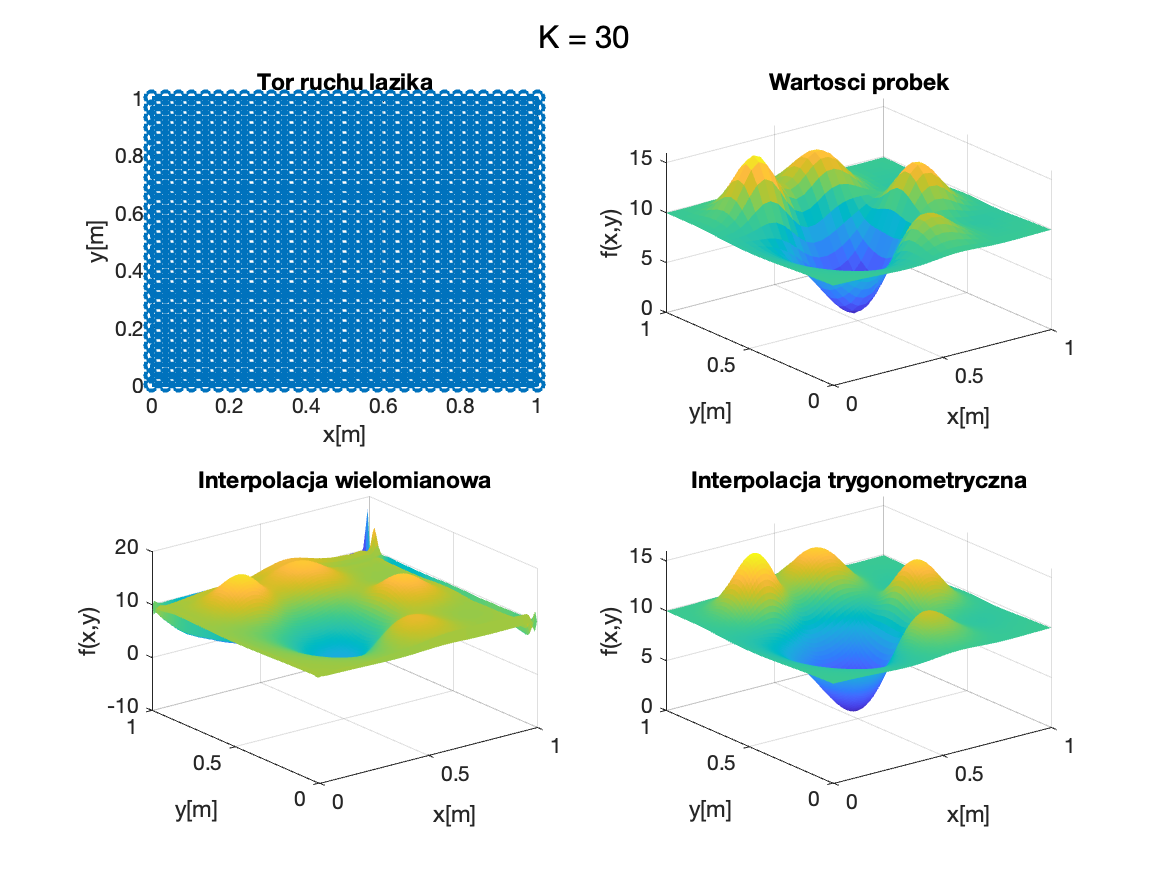 K = 30
Tor ruchu lazika
1
0.8
0.6
0.4
0.2
0
y[m]
0 0.2 0.4 0.6 0.8 1
x[m]
Wartosci probek
15
10
5
0
f(x,y)
1
0.5
0
y[m]
0
0.5
1
x[m]
Interpolacja wielomianowa
20
10
0
-10
f(x,y)
1
0.5
0
y[m]
0
0.5
1
x[m]
Interpolacja trygonometryczna
15
10
5
0
f(x,y)
1
0.5
0
y[m]
0
0.5
1
x[m]